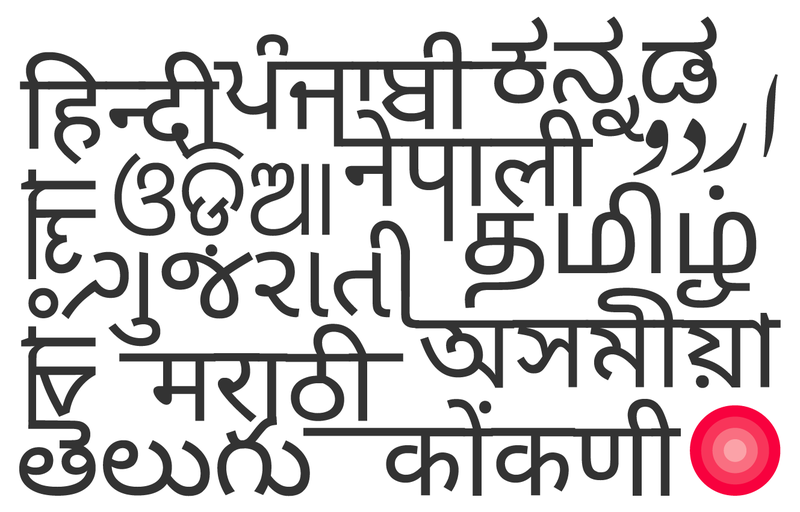 हिन्दी
ਪੰਜਾਬੀ
ಕನ್ನಡ
اردو
नेपाली
ଓଡ଼ିଆ
বাংলা
தமிழ்
ગુજરાતી
অসমীয়া
मराठी
తెలుగు
कोंकणी